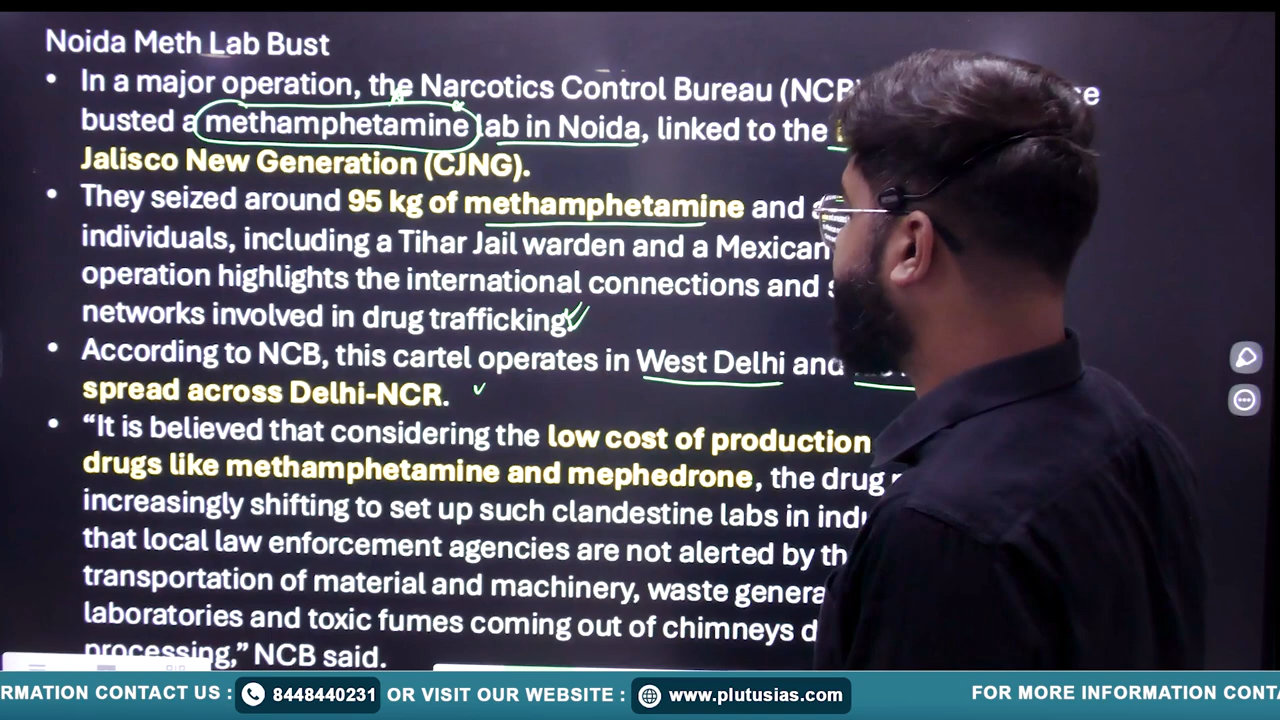 Noida Meth Lab Bust
• In a major operation, the Narcotics Control Bureau (NCB
busted a methamphetamine lab in Noida, linked to the
Jalisco New Generation (CJNG).
• They seized around 95 kg of methamphetamine and
individuals, including a Tihar Jail warden and a Mexican
operation highlights the international connections and
networks involved in drug trafficking.
• According to NCB, this cartel operates in West Delhi and
spread across Delhi-NCR.
• “It is believed that considering the low cost of production
drugs like methamphetamine and mephedrone, the drug
increasingly shifting to set up such clandestine labs in
that local law enforcement agencies are not alerted by
transportation of material and machinery, waste
laboratories and toxic fumes coming out of chimneys
processing,” NCB said.
RMATION CONTACT US : 8448440231 OR VISIT OUR WEBSITE : www.plutusias.com FOR MORE INFORMATION CONTA